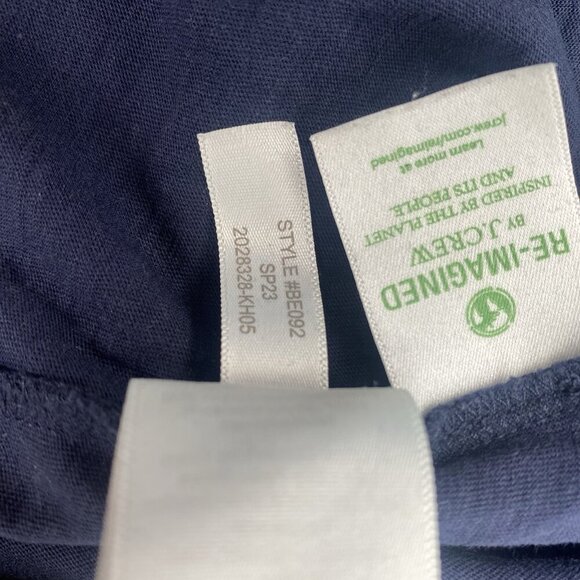 STYLE #BE092
SP23
2028328-KH05
RE-IMAGINED
BY J.CREW
INSPIRED BY THE PLANET
AND ITS PEOPLE.
Learn more at
jcrew.com/reimagined